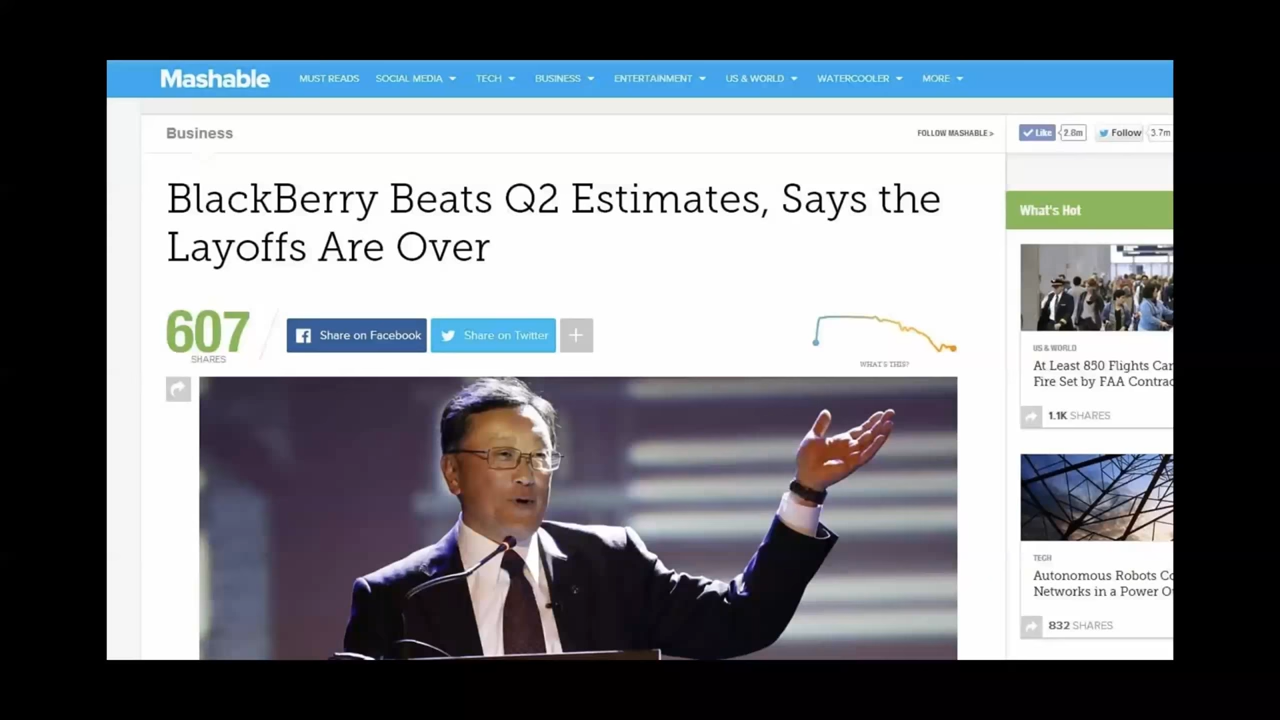 Mashable MUST READS SOCIAL MEDIA TECH BUSINESS ENTERTAINMENT US & WORLD WATERCOOLER MORE
Business FOLLOW MASHABLE > Like 2.8m Follow 3.7m
BlackBerry Beats Q2 Estimates, Says the
Layoffs Are Over
607
SHARES
Share on Facebook Share on Twitter +
WHAT'S THIS?
What's Hot
US & WORLD
At Least 850 Flights Can
Fire Set by FAA Contrac
1.1K SHARES
TECH
Autonomous Robots Co
Networks in a Power O
832 SHARES